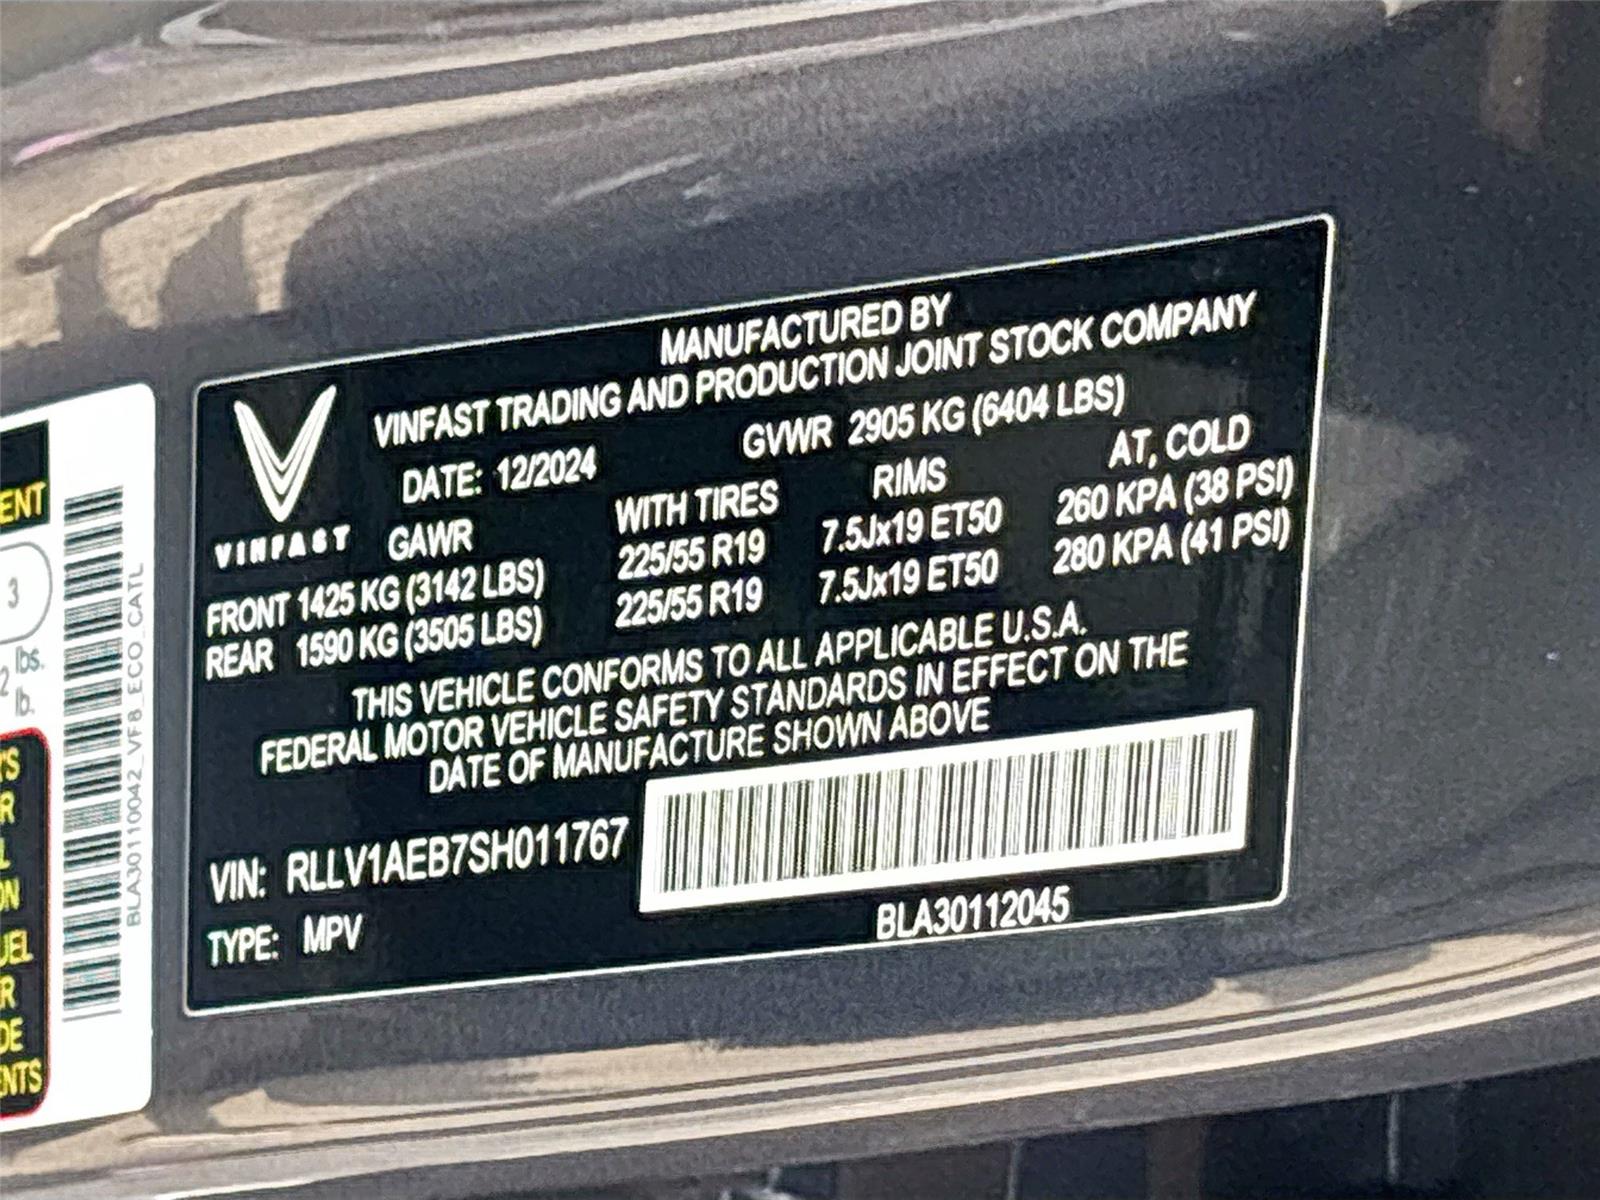 MANUFACTURED BY
VINFAST TRADING AND PRODUCTION JOINT STOCK COMPANY
DATE: 12/2024 GVWR 2905 KG (6404 LBS)
VINFAST
GAWR WITH TIRES RIMS AT, COLD
FRONT 1425 KG (3142 LBS) 225/55 R19 7.5Jx19 ET50 260 KPA (38 PSI)
REAR 1590 KG (3505 LBS) 225/55 R19 7.5Jx19 ET50 280 KPA (41 PSI)
THIS VEHICLE CONFORMS TO ALL APPLICABLE U.S.A.
FEDERAL MOTOR VEHICLE SAFETY STANDARDS IN EFFECT ON THE
DATE OF MANUFACTURE SHOWN ABOVE
VIN: RLLV1AEB7SH011767
TYPE: MPV
BLA30112045
BLA30110042_VF8_ECO_CATL
3
lbs.
lb.